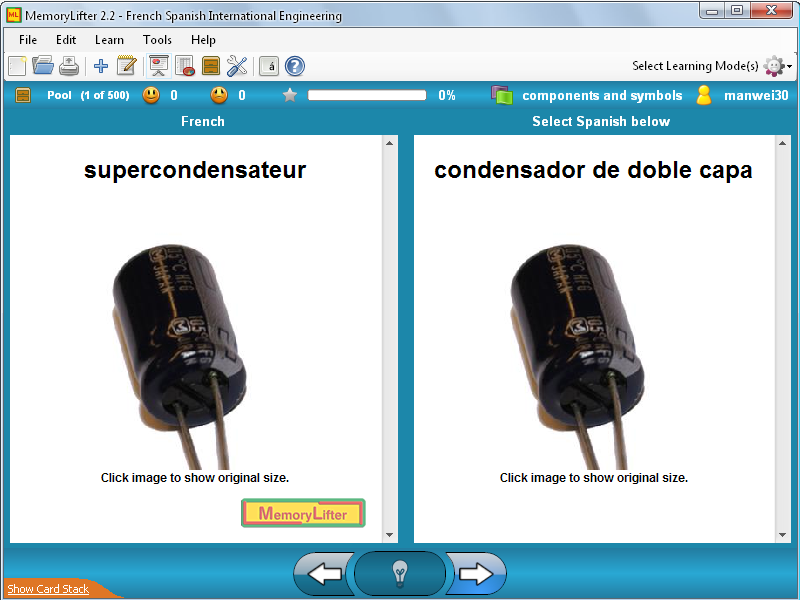 MemoryLifter 2.2 - French Spanish International Engineering
File Edit Learn Tools Help
á ? Select Learning Mode(s)
Pool (1 of 500) 0 0 0% components and symbols manwei30
French
Select Spanish below
supercondensateur
condensador de doble capa
Click image to show original size.
Click image to show original size.
MemoryLifter
Show Card Stack